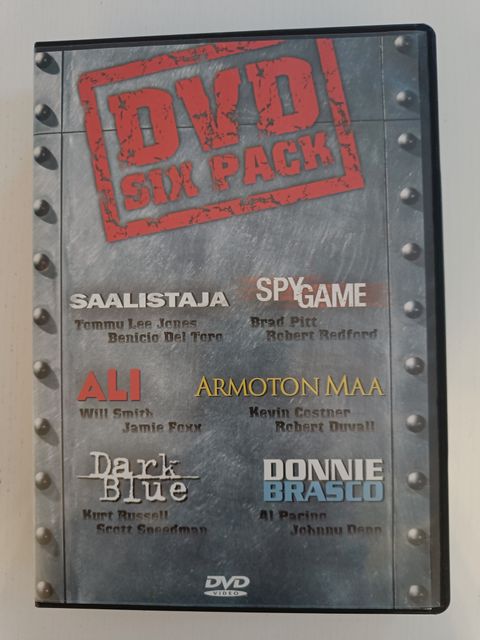 DVD
SIX PACK
SAALISTAJA
Tommy Lee Jones
Benicio Del Toro
SPY GAME
Brad Pitt
Robert Redford
ALI
Will Smith
Jamie Foxx
ARMOTON MAA
Kevin Costner
Robert Duvall
Dark
Blue
Kurt Russell
Scott Speedman
DONNIE
BRASCO
Al Pacino
Johnny Depp
DVD
VIDEO